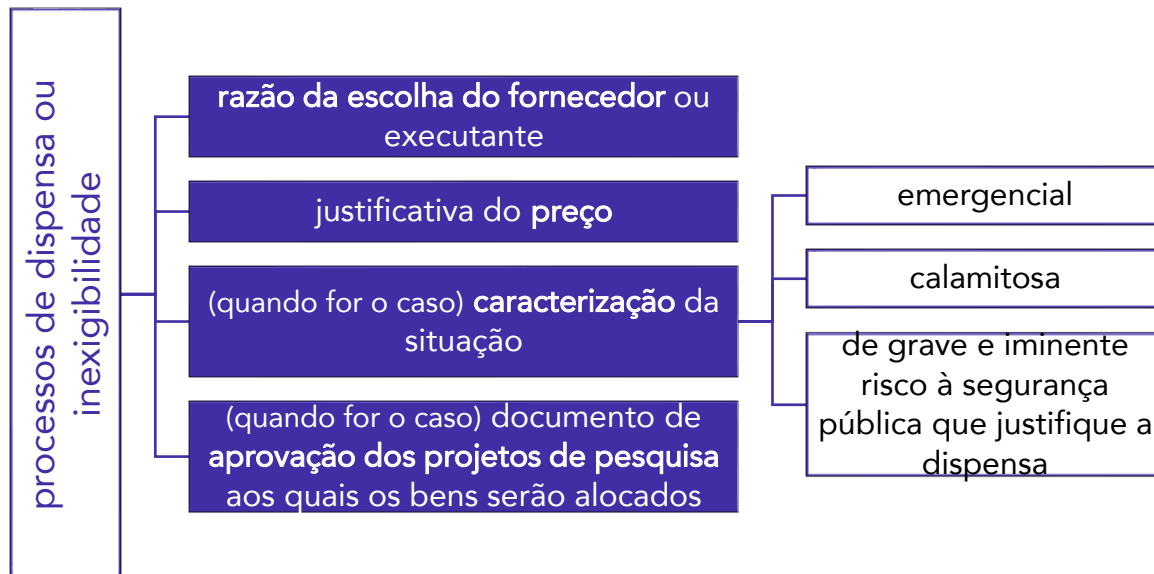 processos de dispensa ou
inexigibilidade
razão da escolha do fornecedor ou
executante
justificativa do preço
(quando for o caso) caracterização da
situação
(quando for o caso) documento de
aprovação dos projetos de pesquisa
aos quais os bens serão alocados
emergencial
calamitosa
de grave e iminente
risco à segurança
pública que justifique a
dispensa